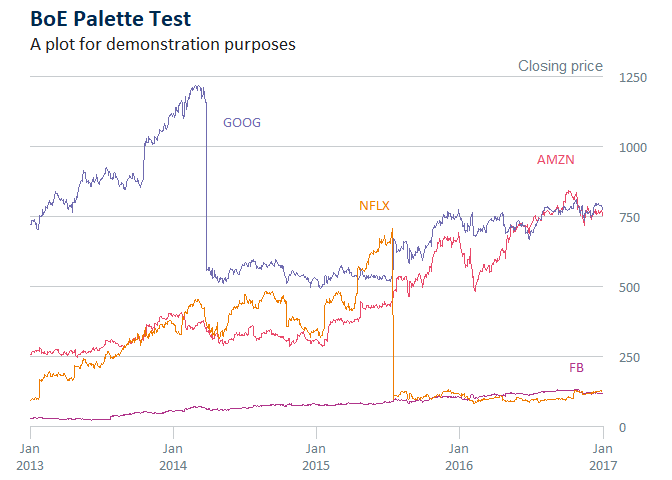 BoE Palette Test
A plot for demonstration purposes
Closing price
1250
GOOG
1000
AMZN
NFLX
750
500
250
FB
0
Jan Jan Jan Jan Jan
2013 2014 2015 2016 2017